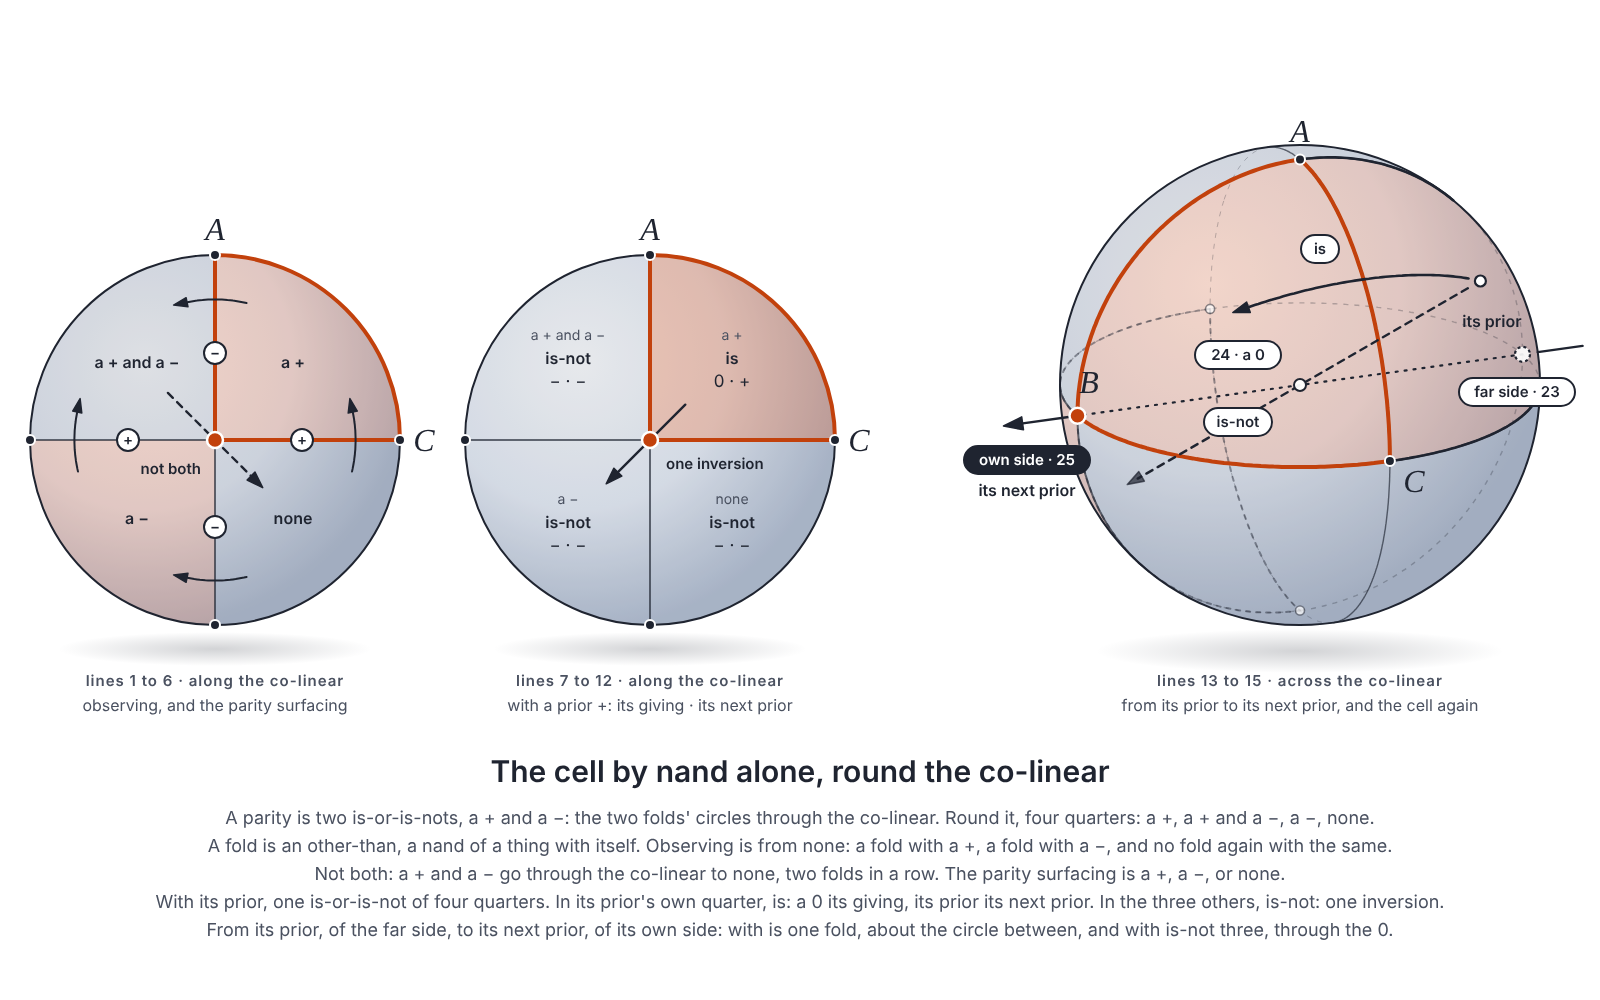 A
a + and a −
−
a +
+
+
C
not both
a −
−
none
lines 1 to 6 · along the co-linear
observing, and the parity surfacing
A
a + and a −
is-not
− · −
a +
is
0 · +
C
one inversion
a −
is-not
− · −
none
is-not
− · −
lines 7 to 12 · along the co-linear
with a prior +: its giving · its next prior
A
is
its prior
24 · a 0
B
far side · 23
is-not
own side · 25
its next prior
C
lines 13 to 15 · across the co-linear
from its prior to its next prior, and the cell again
The cell by nand alone, round the co-linear
A parity is two is-or-is-nots, a + and a −: the two folds' circles through the co-linear. Round it, four quarters: a +, a + and a −, a −, none.
A fold is an other-than, a nand of a thing with itself. Observing is from none: a fold with a +, a fold with a −, and no fold again with the same.
Not both: a + and a − go through the co-linear to none, two folds in a row. The parity surfacing is a +, a −, or none.
With its prior, one is-or-is-not of four quarters. In its prior's own quarter, is: a 0 its giving, its prior its next prior. In the three others, is-not: one inversion.
From its prior, of the far side, to its next prior, of its own side: with is one fold, about the circle between, and with is-not three, through the 0.